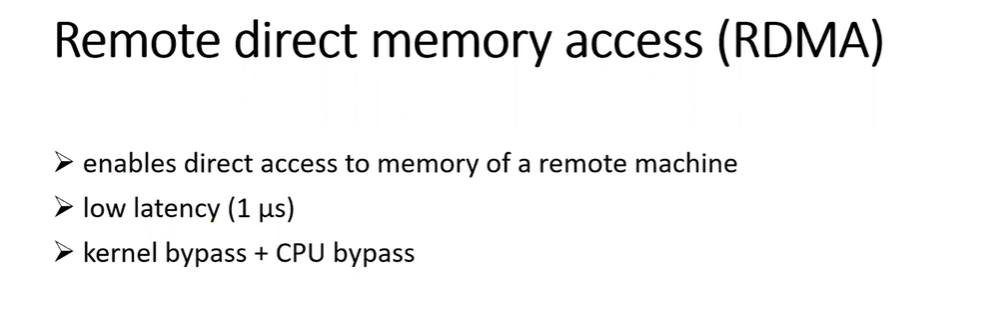 Remote direct memory access (RDMA)
➢ enables direct access to memory of a remote machine
➢ low latency (1 µs)
➢ kernel bypass + CPU bypass